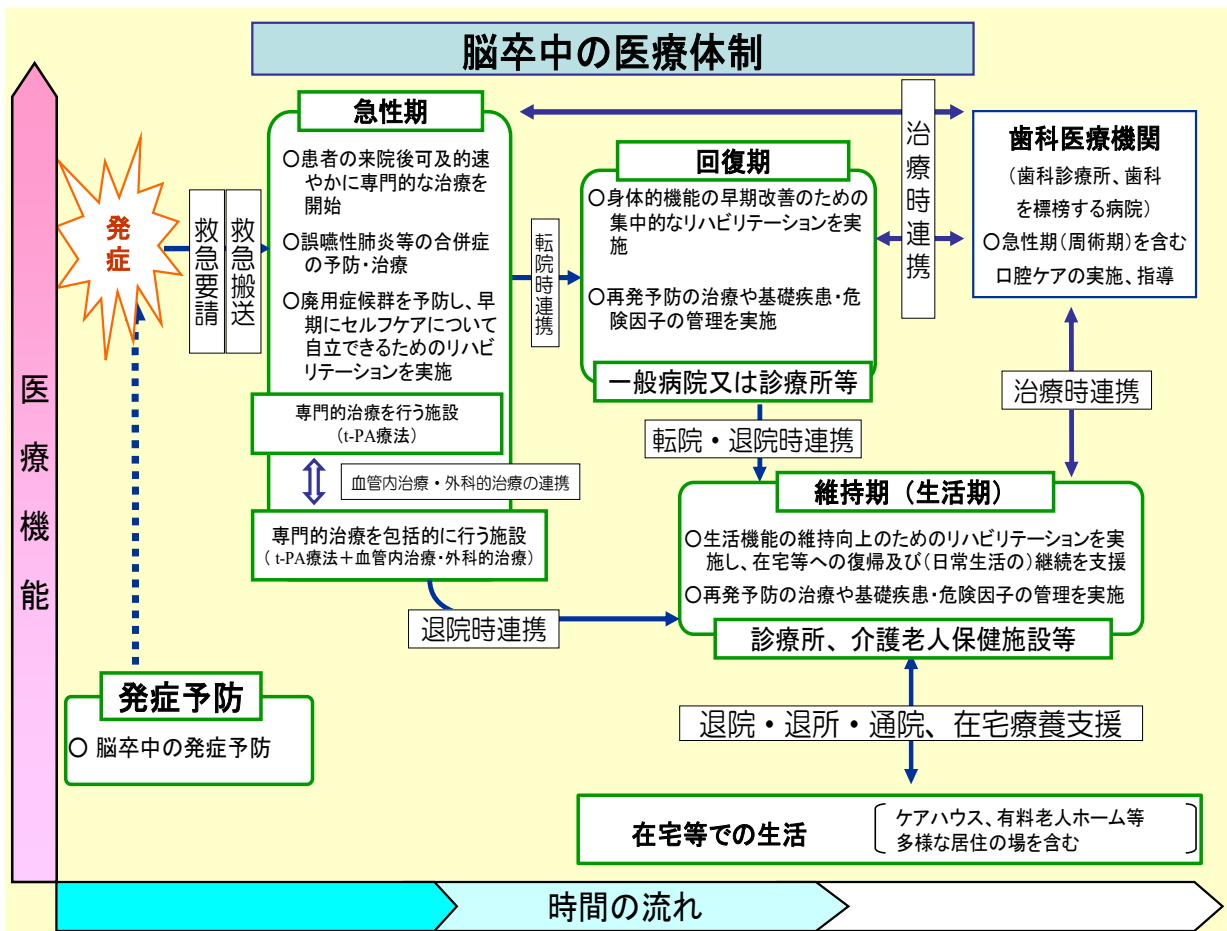 脳卒中の医療体制
医療機能
発症
救急要請
救急搬送
急性期
○患者の来院後可及的速
やかに専門的な治療を
開始
○誤嚥性肺炎等の合併症
の予防・治療
○廃用症候群を予防し、早
期にセルフケアについて
自立できるためのリハビ
リテーションを実施
専門的治療を行う施設
(t-PA療法)
血管内治療・外科的治療の連携
専門的治療を包括的に行う施設
(t-PA療法+血管内治療・外科的治療)
転院時連携
回復期
○身体的機能の早期改善のための
集中的なリハビリテーションを実
施
○再発予防の治療や基礎疾患・危
険因子の管理を実施
一般病院又は診療所等
治療時連携
歯科医療機関
(歯科診療所、歯科
を標榜する病院)
○急性期(周術期)を含む
口腔ケアの実施、指導
治療時連携
転院・退院時連携
維持期(生活期)
○生活機能の維持向上のためのリハビリテーションを実
施し、在宅等への復帰及び(日常生活の)継続を支援
○再発予防の治療や基礎疾患・危険因子の管理を実施
診療所、介護老人保健施設等
退院時連携
発症予防
○ 脳卒中の発症予防
退院・退所・通院、在宅療養支援
在宅等での生活
ケアハウス、有料老人ホーム等
多様な居住の場を含む
時間の流れ